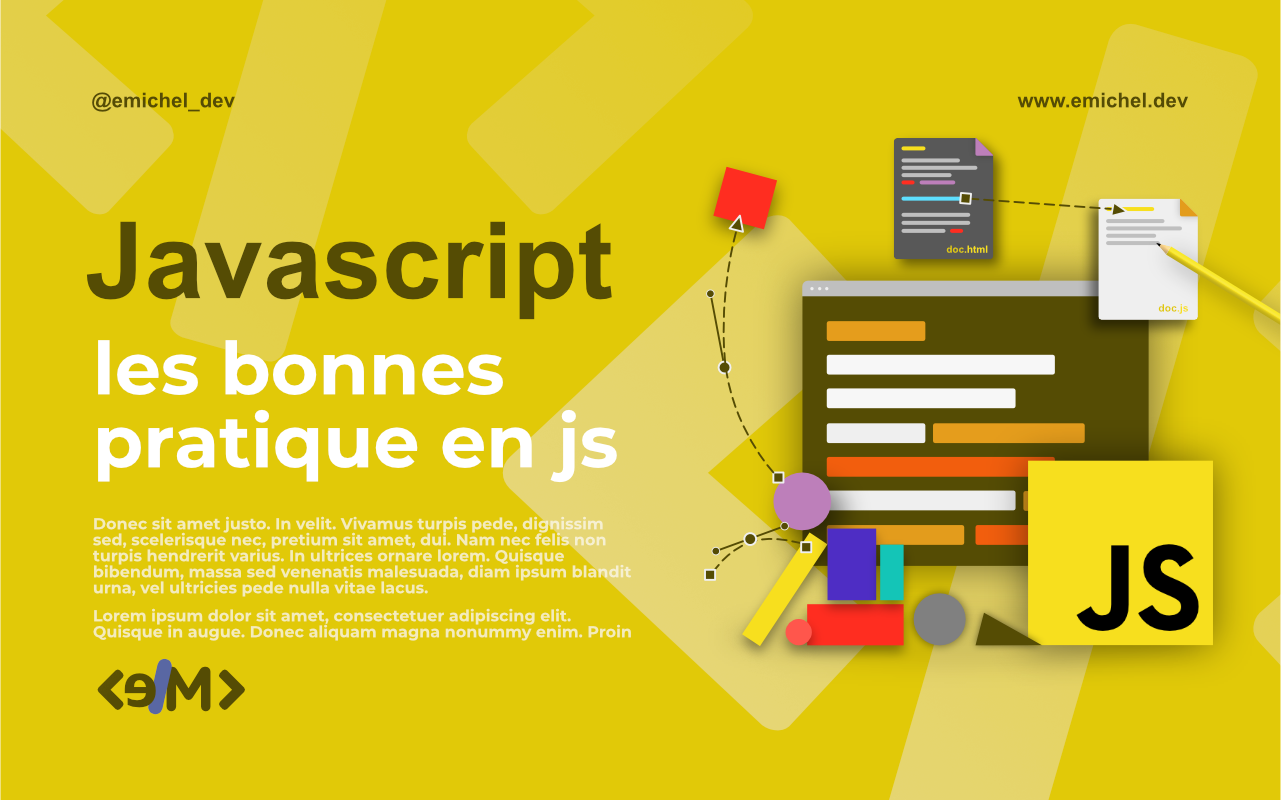 @emichel_dev
www.emichel.dev
Javascript
les bonnes
pratique en js
doc.html
doc.js
Donec sit amet justo. In velit. Vivamus turpis pede, dignissim
sed, scelerisque nec, pretium sit amet, dui. Nam nec felis non
turpis hendrerit varius. In ultrices ornare lorem. Quisque
bibendum, massa sed venenatis malesuada, diam ipsum blandit
urna, vel ultricies pede nulla vitae lacus.
Lorem ipsum dolor sit amet, consectetuer adipiscing elit.
Quisque in augue. Donec aliquam magna nonummy enim. Proin
JS
<e/M>